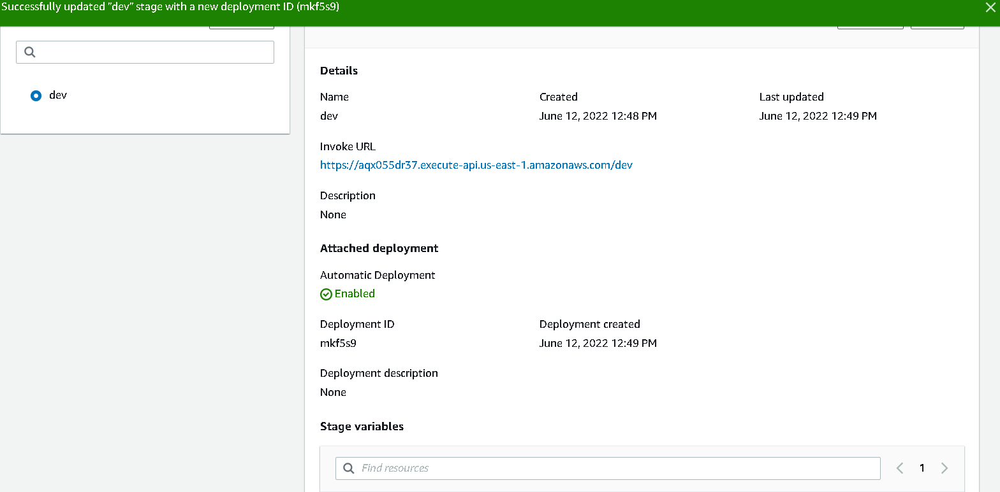 Successfully updated "dev" stage with a new deployment ID (mkf5s9)
dev
Details
Name
Created
Last updated
dev
June 12, 2022 12:48 PM
June 12, 2022 12:49 PM
Invoke URL
https://aqx055dr37.execute-api.us-east-1.amazonaws.com/dev
Description
None
Attached deployment
Automatic Deployment
Enabled
Deployment ID
Deployment created
mkf5s9
June 12, 2022 12:49 PM
Deployment description
None
Stage variables
Find resources
1